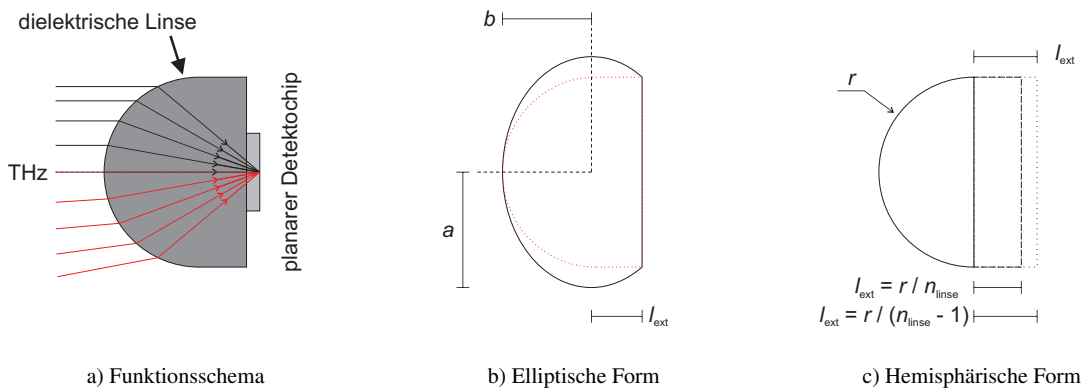 dielektrische Linse
THz
planarer Detektochip
a) Funktionsschema
b
a
l_ext
b) Elliptische Form
l_ext
r
l_ext = r / n_linse
l_ext = r / (n_linse - 1)
c) Hemisphärische Form